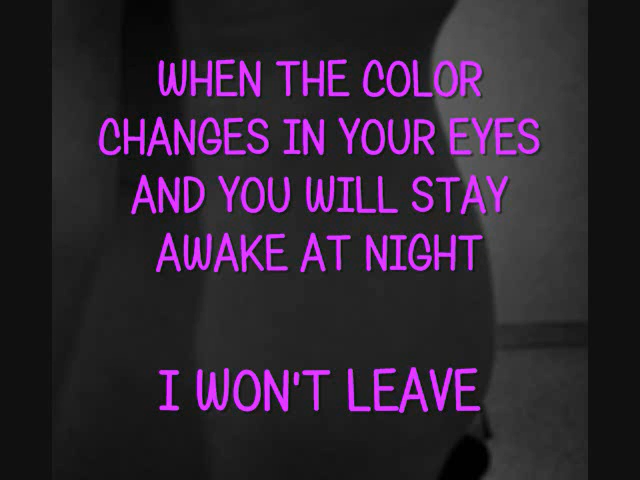 WHEN THE COLOR
CHANGES IN YOUR EYES
AND YOU WILL STAY
AWAKE AT NIGHT
I WON'T LEAVE